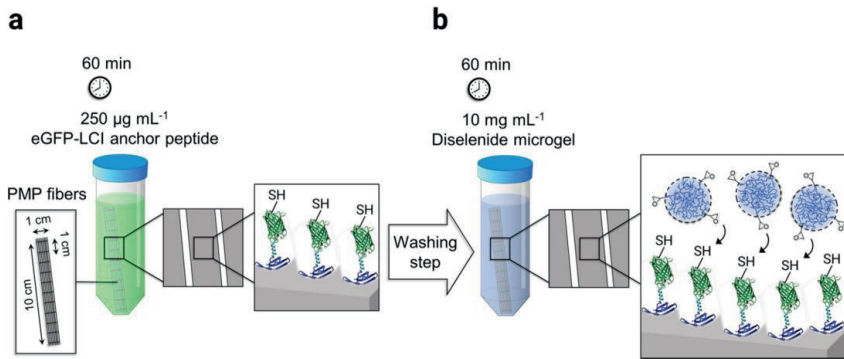 a
60 min
250 µg mL-1
eGFP-LCI anchor peptide
PMP fibers
1 cm
1 cm
10 cm
SH
SH
SH
Washing
step
b
60 min
10 mg mL-1
Diselenide microgel
SH
SH
SH
SH
SH